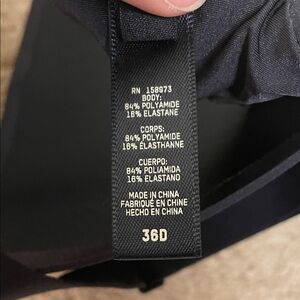 RN 158G73
BODY:
84% POLYAMIDE
16% ELASTANE
CORPS:
84% POLYAMIDE
16% ÉLASTHANNE
CUERPO:
84% POLIAMIDA
16% ELASTANO
MADE IN CHINA
FABRIQUÉ EN CHINE
HECHO EN CHINA
36D